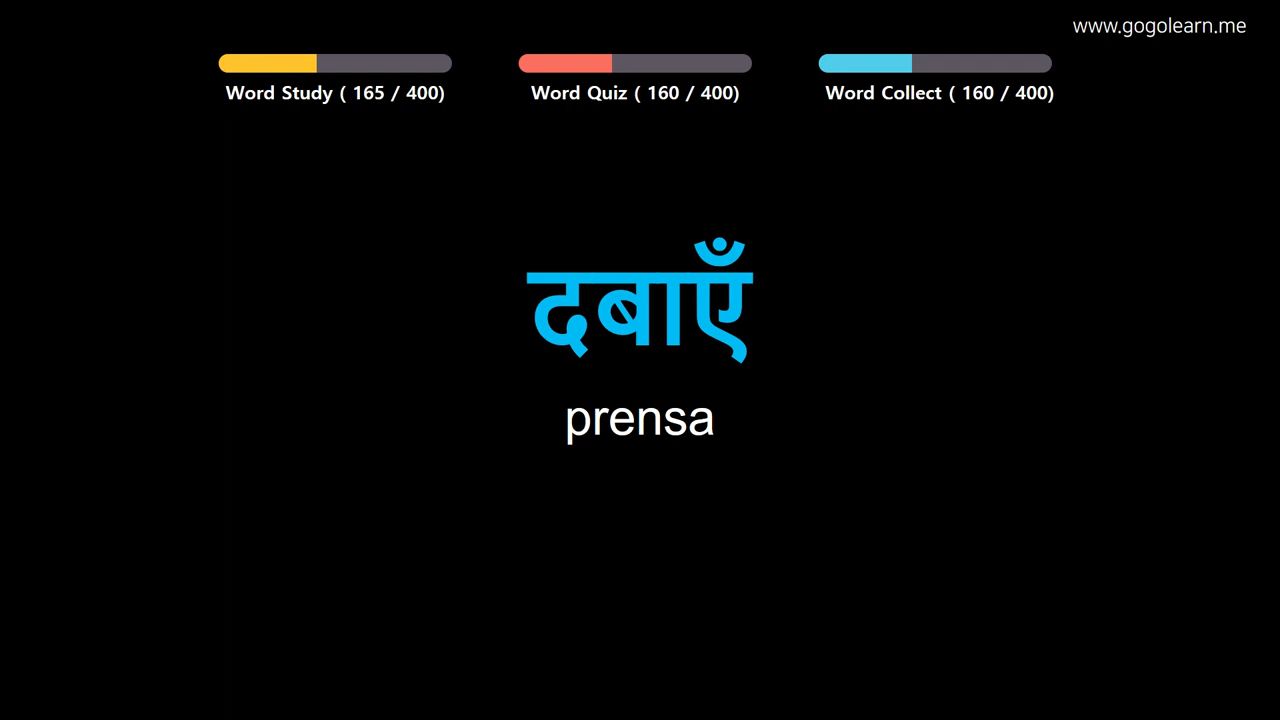 www.gogolearn.me
Word Study ( 165 / 400)
Word Quiz ( 160 / 400)
Word Collect ( 160 / 400)
दबाएँ
prensa